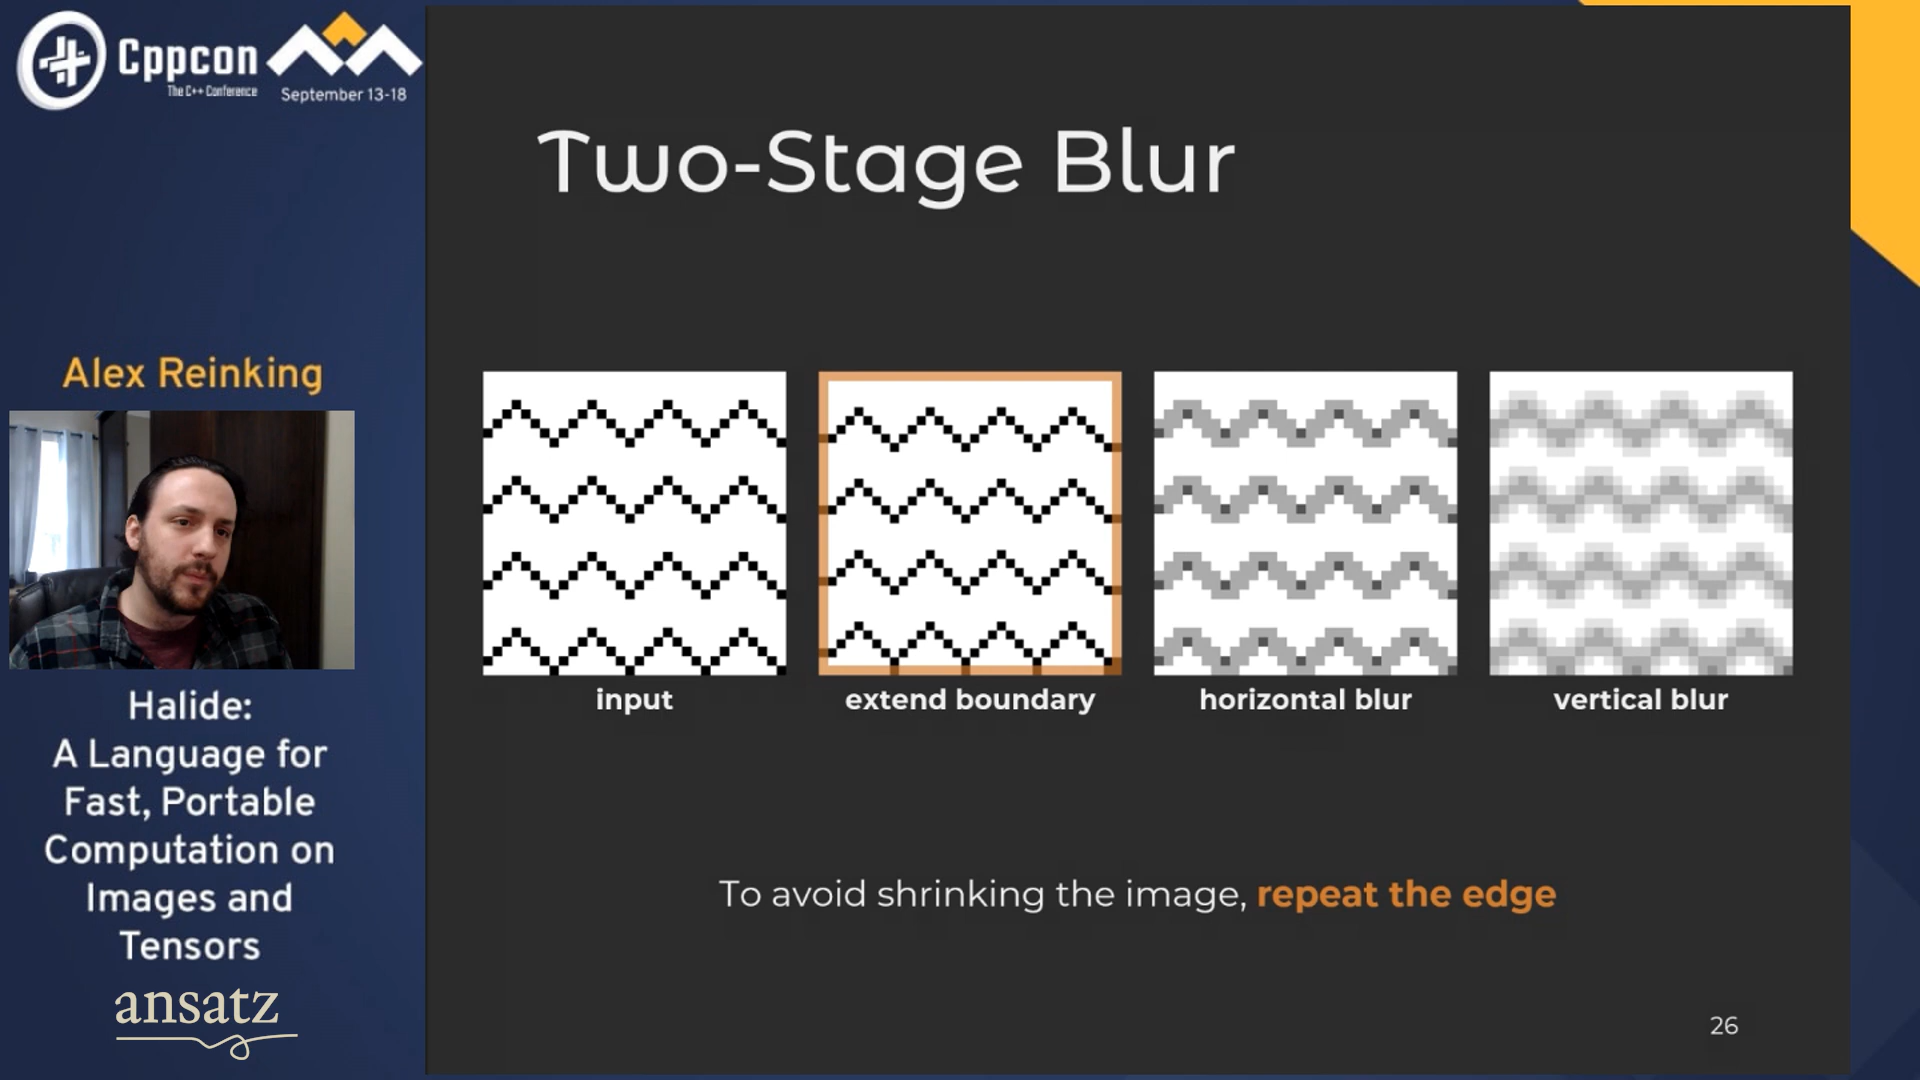 Cppcon
The C++ Conference
September 13-18
Alex Reinking
Halide:
A Language for
Fast, Portable
Computation on
Images and
Tensors
ansatz
Two-Stage Blur
input
extend boundary
horizontal blur
vertical blur
To avoid shrinking the image, repeat the edge
26